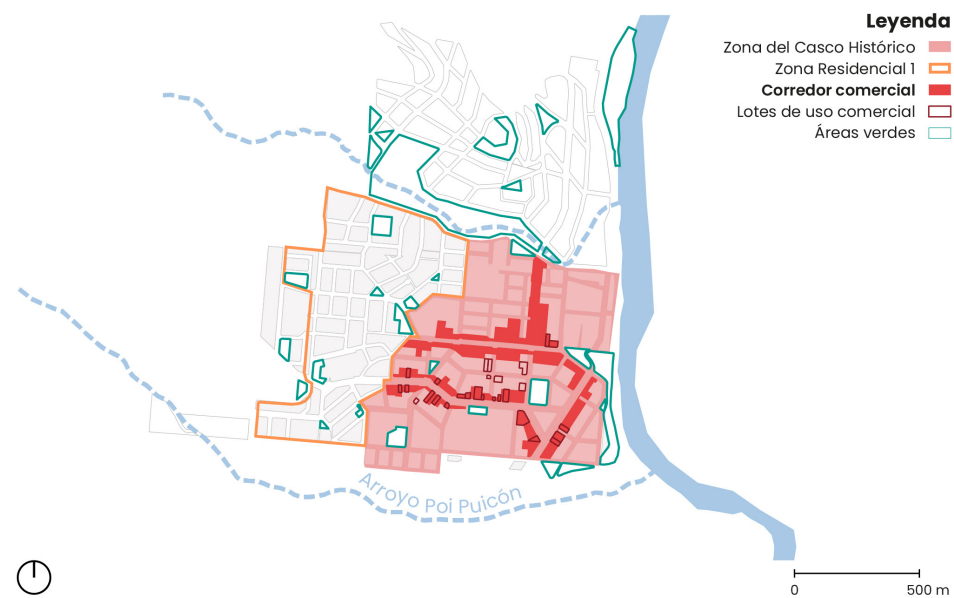 Leyenda
Zona del Casco Histórico
Zona Residencial 1
Corredor comercial
Lotes de uso comercial
Áreas verdes
Arroyo Poi Puicón
0 500 m